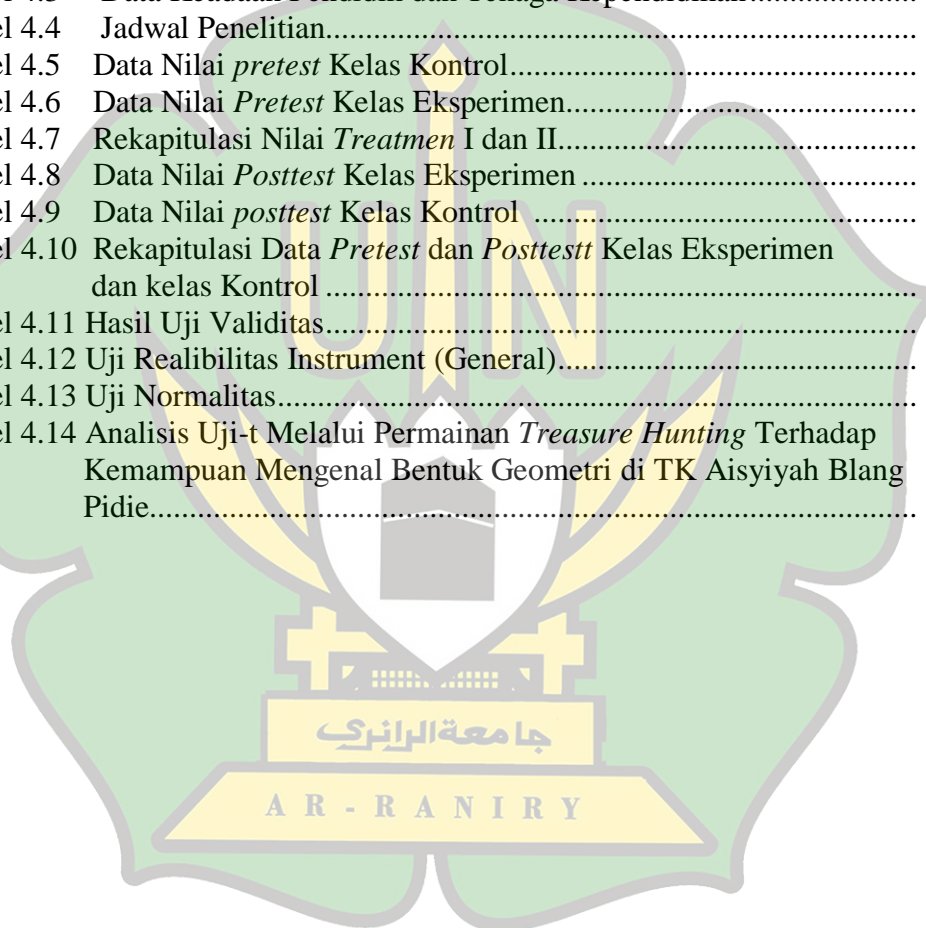 el 4.4 Jadwal Penelitian...............
el 4.5 Data Nilai pretest Kelas Kontrol...............
el 4.6 Data Nilai Pretest Kelas Eksperimen...............
el 4.7 Rekapitulasi Nilai Treatmen I dan II...............
el 4.8 Data Nilai Posttest Kelas Eksperimen ...............
el 4.9 Data Nilai posttest Kelas Kontrol ...............
el 4.10 Rekapitulasi Data Pretest dan Posttestt Kelas Eksperimen
dan kelas Kontrol ...............
el 4.11 Hasil Uji Validitas...............
el 4.12 Uji Realibilitas Instrument (General)...............
el 4.13 Uji Normalitas...............
el 4.14 Analisis Uji-t Melalui Permainan Treasure Hunting Terhadap
Kemampuan Mengenal Bentuk Geometri di TK Aisyiyah Blang
Pidie...............
UIN
جامعةالرانري
AR-RANIRY